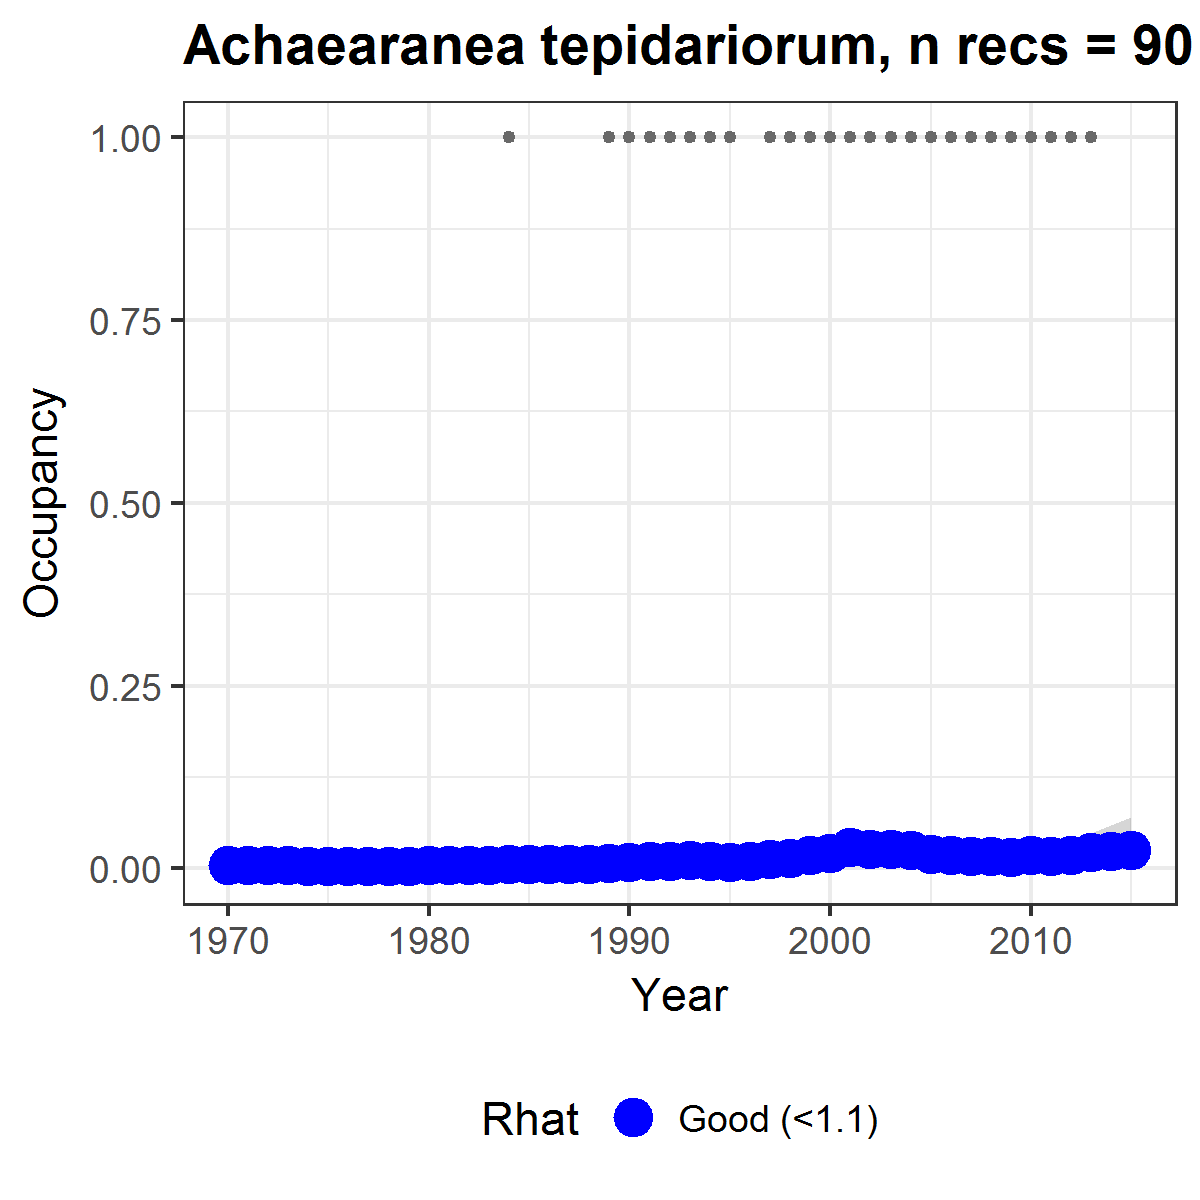 Achaearanea tepidariorum, n recs = 90
1.00
0.75
0.50
0.25
0.00
Occupancy
1970 1980 1990 2000 2010
Year
Rhat Good (<1.1)